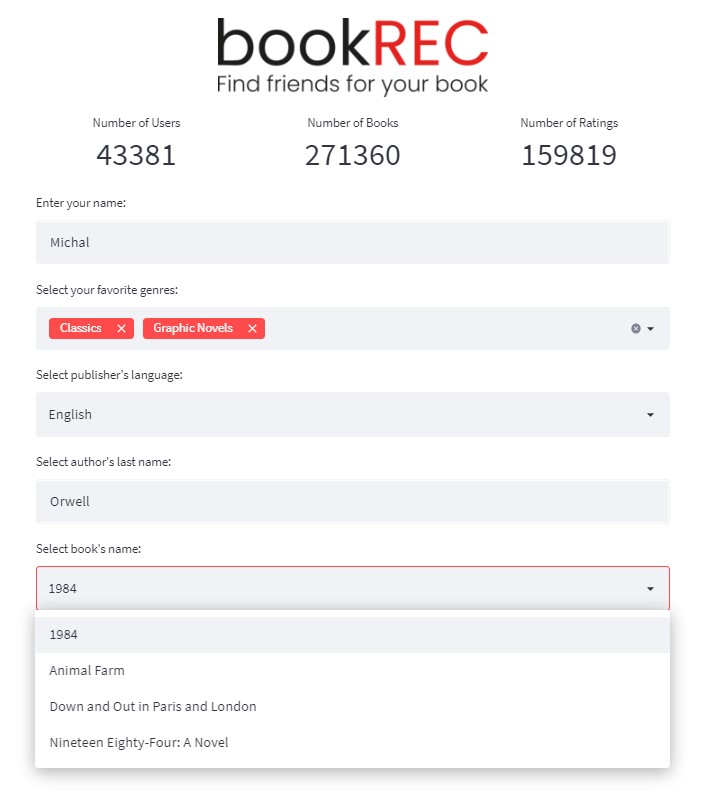 bookREC
Find friends for your book
Number of Users Number of Books Number of Ratings
43381 271360 159819
Enter your name:
Michal
Select your favorite genres:
Classics Graphic Novels
Select publisher's language:
English
Select author's last name:
Orwell
Select book's name:
1984
1984
Animal Farm
Down and Out in Paris and London
Nineteen Eighty-Four: A Novel